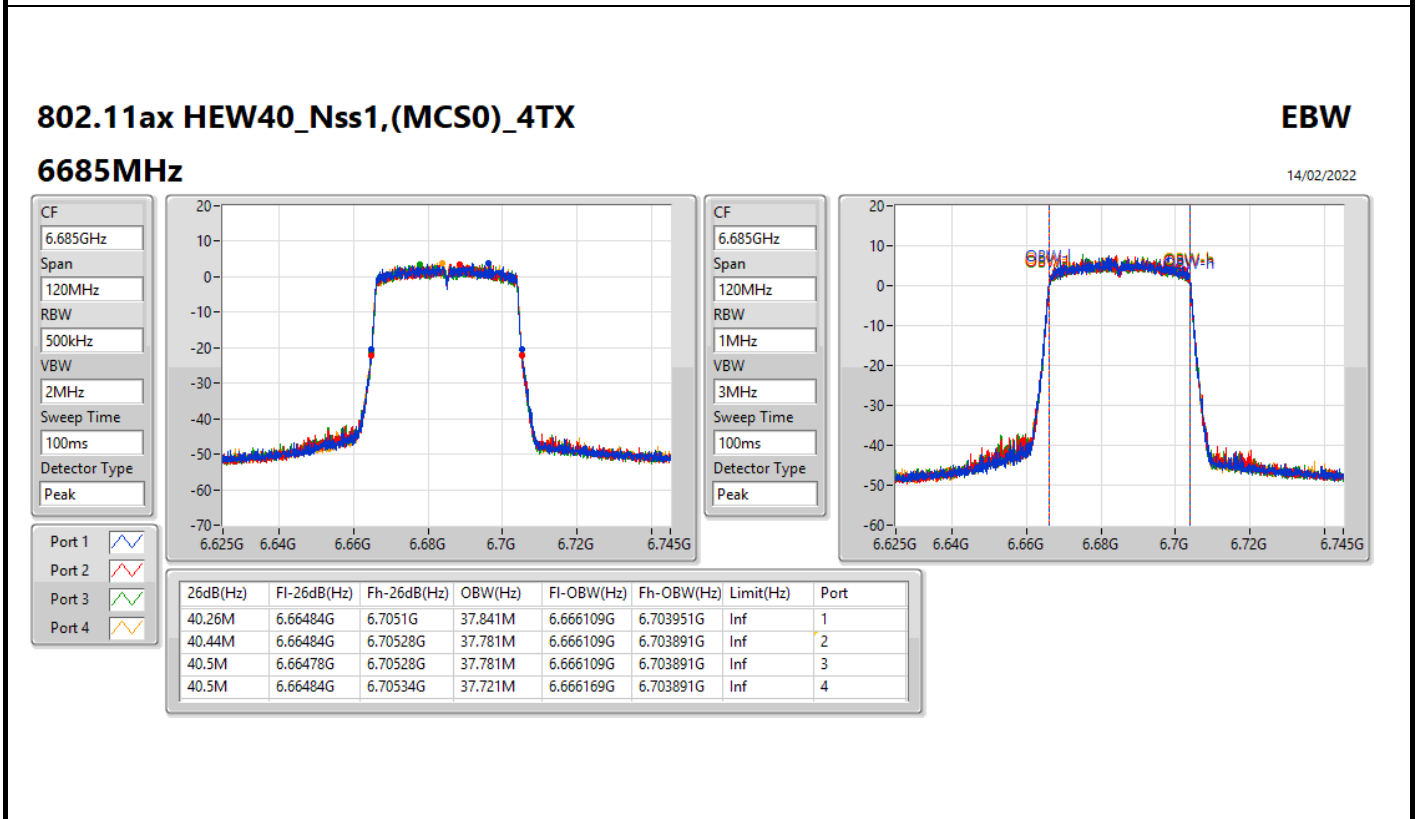 802.11ax HEW40_Nss1,(MCS0)_4TX
EBW
6685MHz
14/02/2022
CF
6.685GHz
Span
120MHz
RBW
500kHz
VBW
2MHz
Sweep Time
100ms
Detector Type
Peak
20
10
0
-10
-20
-30
-40
-50
-60
-70
6.625G 6.64G 6.66G 6.68G 6.7G 6.72G 6.745G
CF
6.685GHz
Span
120MHz
RBW
1MHz
VBW
3MHz
Sweep Time
100ms
Detector Type
Peak
20
10
0
-10
-20
-30
-40
-50
-60
OBW-l
OBW-h
6.625G 6.64G 6.66G 6.68G 6.7G 6.72G 6.745G
Port 1
Port 2
Port 3
Port 4
26dB(Hz) Fl-26dB(Hz) Fh-26dB(Hz) OBW(Hz) Fl-OBW(Hz) Fh-OBW(Hz) Limit(Hz) Port
40.26M 6.66484G 6.7051G 37.841M 6.666109G 6.703951G Inf 1
40.44M 6.66484G 6.70528G 37.781M 6.666109G 6.703891G Inf 2
40.5M 6.66478G 6.70528G 37.781M 6.666109G 6.703891G Inf 3
40.5M 6.66484G 6.70534G 37.721M 6.666169G 6.703891G Inf 4